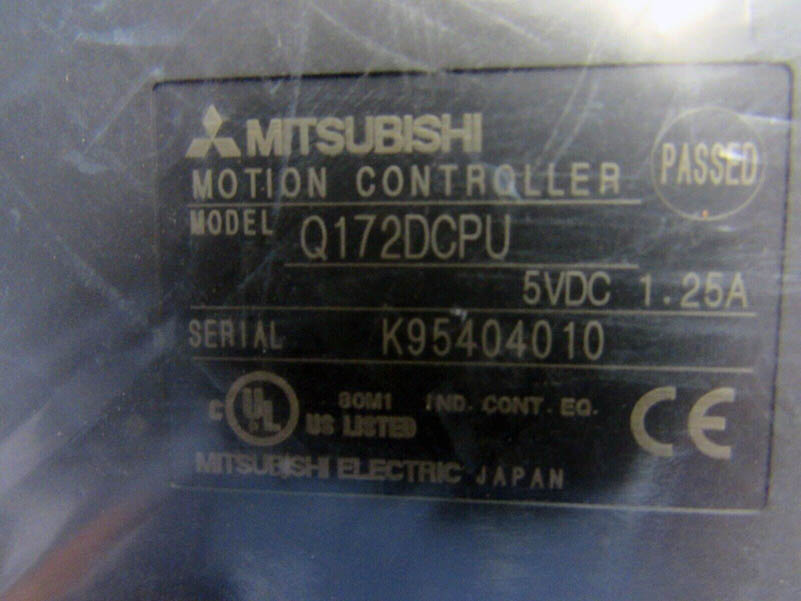 MITSUBISHI
PASSED
MOTION CONTROLLER
MODEL Q172DCPU
5VDC 1.25A
SERIAL K95404010
C UL US LISTED 80M1 IND. CONT. EQ. CE
MITSUBISHI ELECTRIC JAPAN